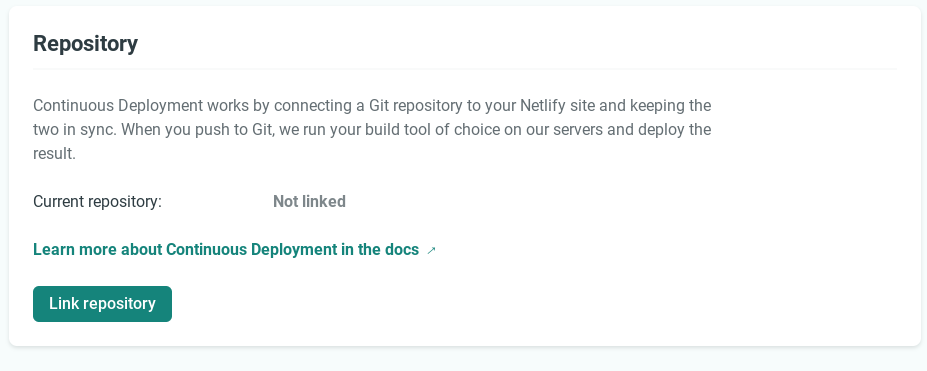 Repository
Continuous Deployment works by connecting a Git repository to your Netlify site and keeping the
two in sync. When you push to Git, we run your build tool of choice on our servers and deploy the
result.
Current repository: Not linked
Learn more about Continuous Deployment in the docs ↗
Link repository